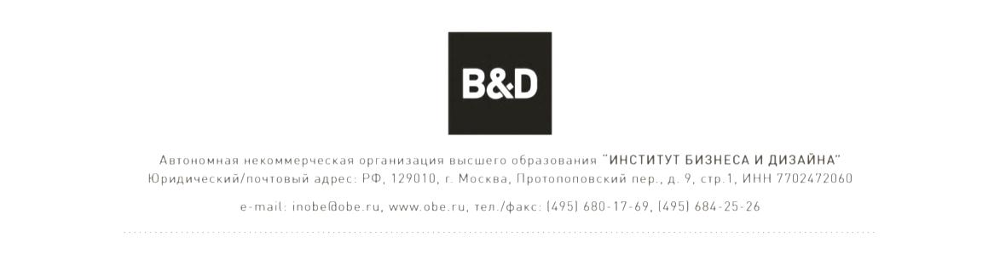 B&D
Автономная некоммерческая организация высшего образования "ИНСТИТУТ БИЗНЕСА И ДИЗАЙНА"
Юридический/почтовый адрес: РФ, 129010, г. Москва, Протопоповский пер., д. 9, стр.1, ИНН 7702472060
e-mail: inobe@obe.ru, www.obe.ru, тел./факс: (495) 680-17-69, (495) 684-25-26